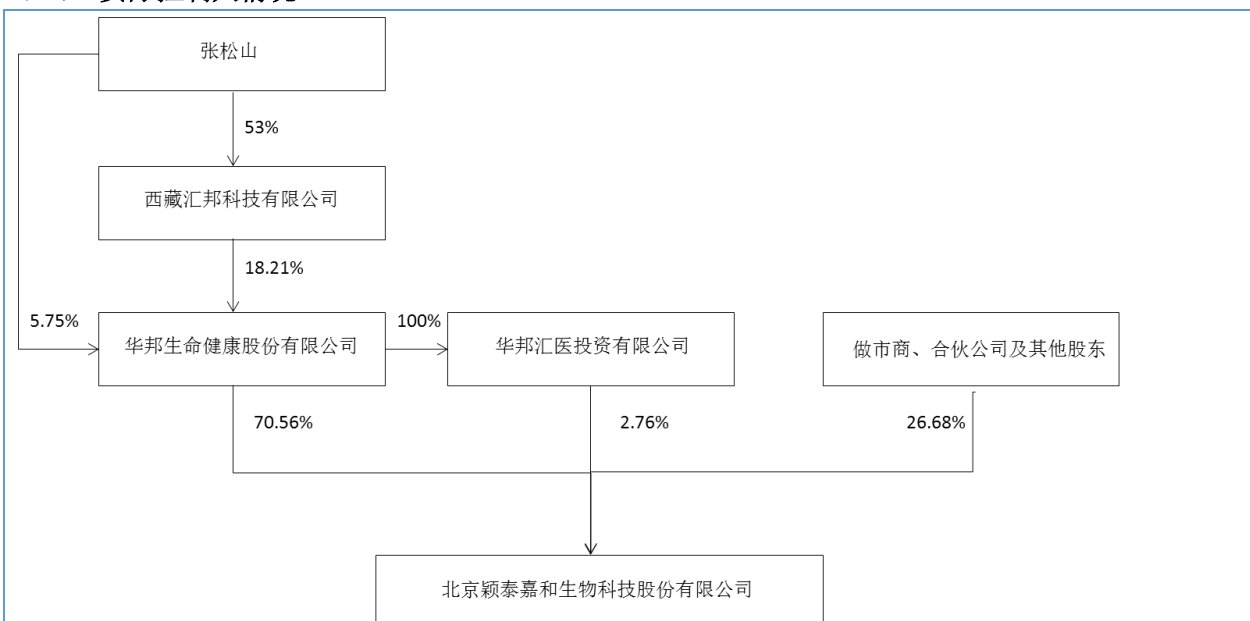 张松山
53%
西藏汇邦科技有限公司
18.21%
5.75%
华邦生命健康股份有限公司
100%
华邦汇医投资有限公司
做市商、合伙公司及其他股东
70.56%
2.76%
26.68%
北京颖泰嘉和生物科技股份有限公司